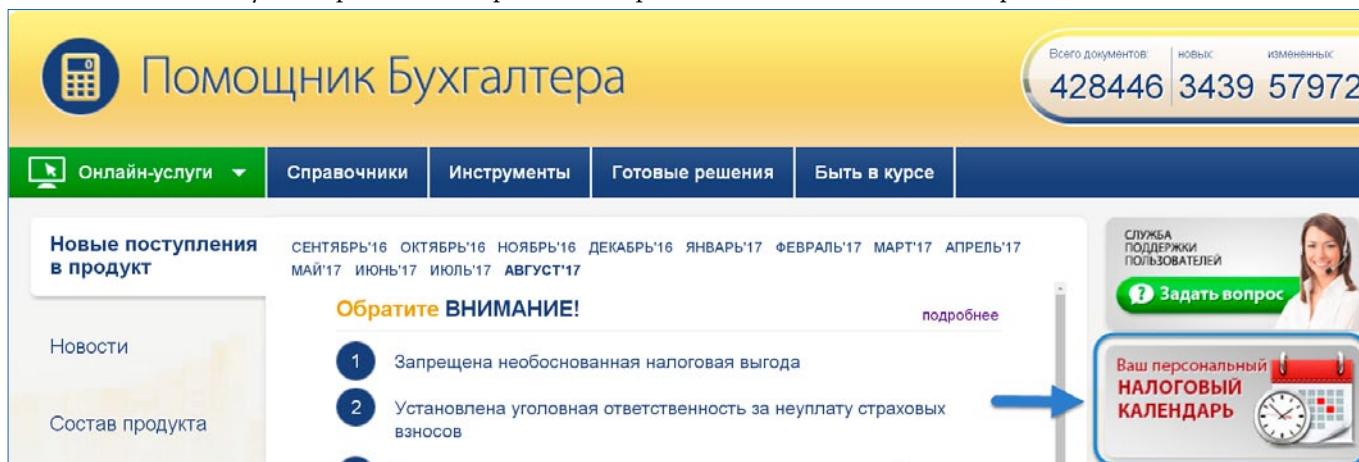 Помощник Бухгалтера
Всего документов: новых: измененных:
428446 3439 57972
Онлайн-услуги Справочники Инструменты Готовые решения Быть в курсе
Новые поступления
в продукт
Новости
Состав продукта
СЕНТЯБРЬ'16 ОКТЯБРЬ'16 НОЯБРЬ'16 ДЕКАБРЬ'16 ЯНВАРЬ'17 ФЕВРАЛЬ'17 МАРТ'17 АПРЕЛЬ'17
МАЙ'17 ИЮНЬ'17 ИЮЛЬ'17 АВГУСТ'17
Обратите ВНИМАНИЕ!
подробнее
1 Запрещена необоснованная налоговая выгода
2 Установлена уголовная ответственность за неуплату страховых
взносов
СЛУЖБА
ПОДДЕРЖКИ
ПОЛЬЗОВАТЕЛЕЙ
? Задать вопрос
Ваш персональный
НАЛОГОВЫЙ
КАЛЕНДАРЬ